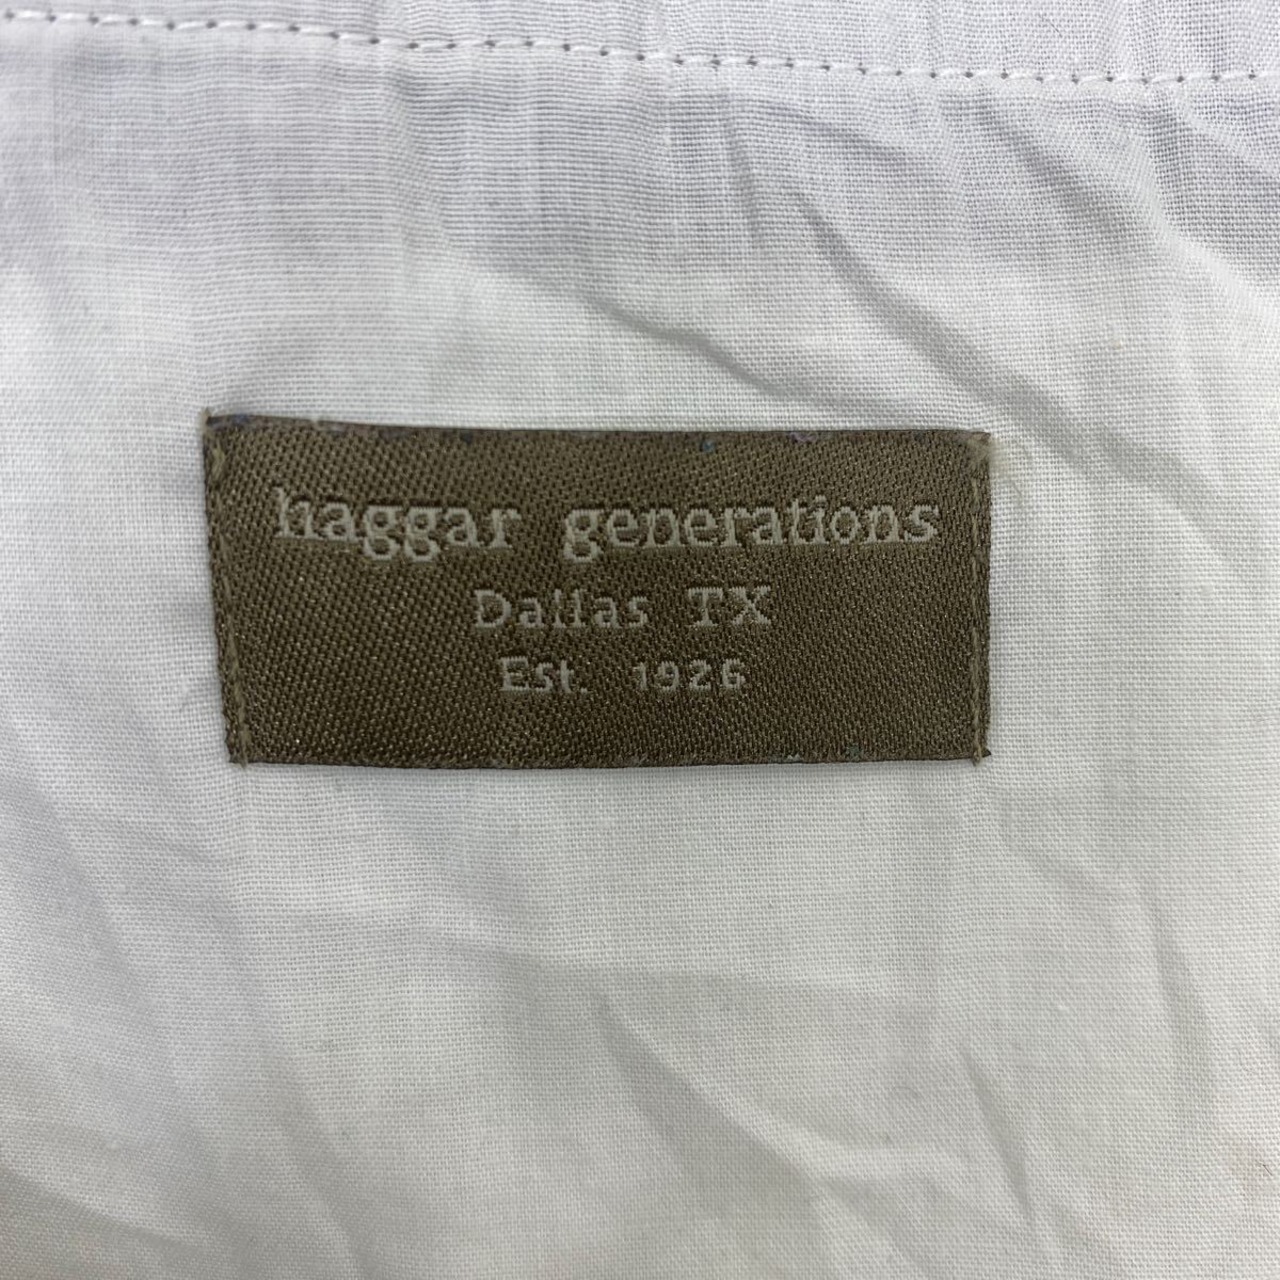 haggar generations
Dallas TX
Est. 1926